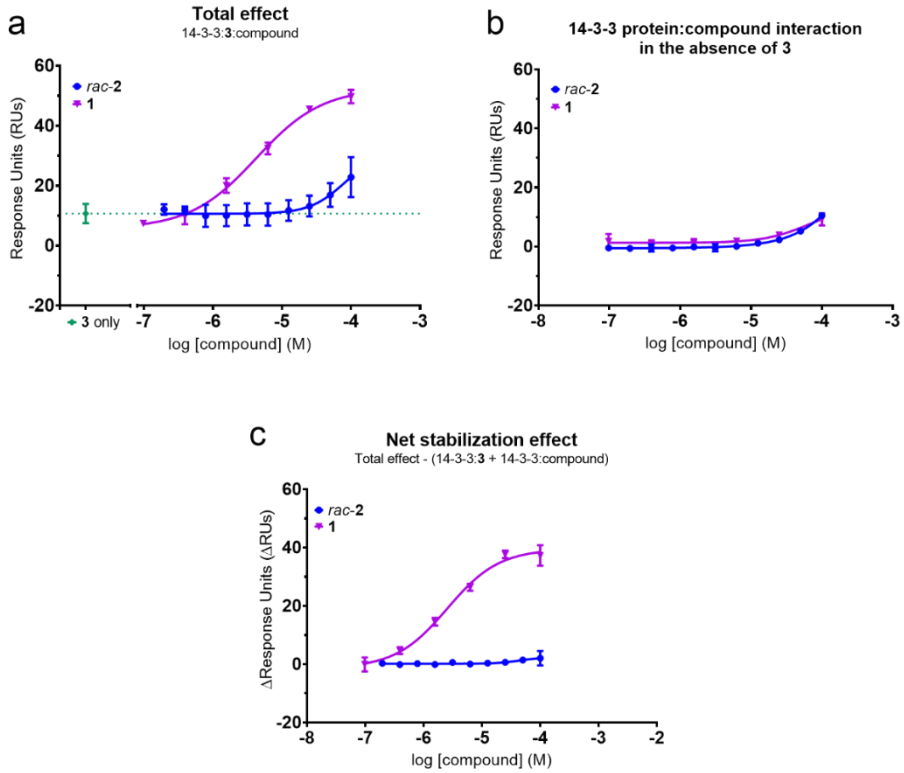 a
Total effect
14-3-3:3:compound
Response Units (RUs)
60
40
20
0
-20
rac-2
1
3 only
-7
-6
-5
-4
-3
log [compound] (M)
b
14-3-3 protein:compound interaction
in the absence of 3
Response Units (RUs)
60
40
20
0
-20
rac-2
1
-8
-7
-6
-5
-4
-3
log [compound] (M)
c
Net stabilization effect
Total effect - (14-3-3:3 + 14-3-3:compound)
ΔResponse Units (ΔRUs)
60
40
20
0
-20
rac-2
1
-8
-7
-6
-5
-4
-3
-2
log [compound] (M)